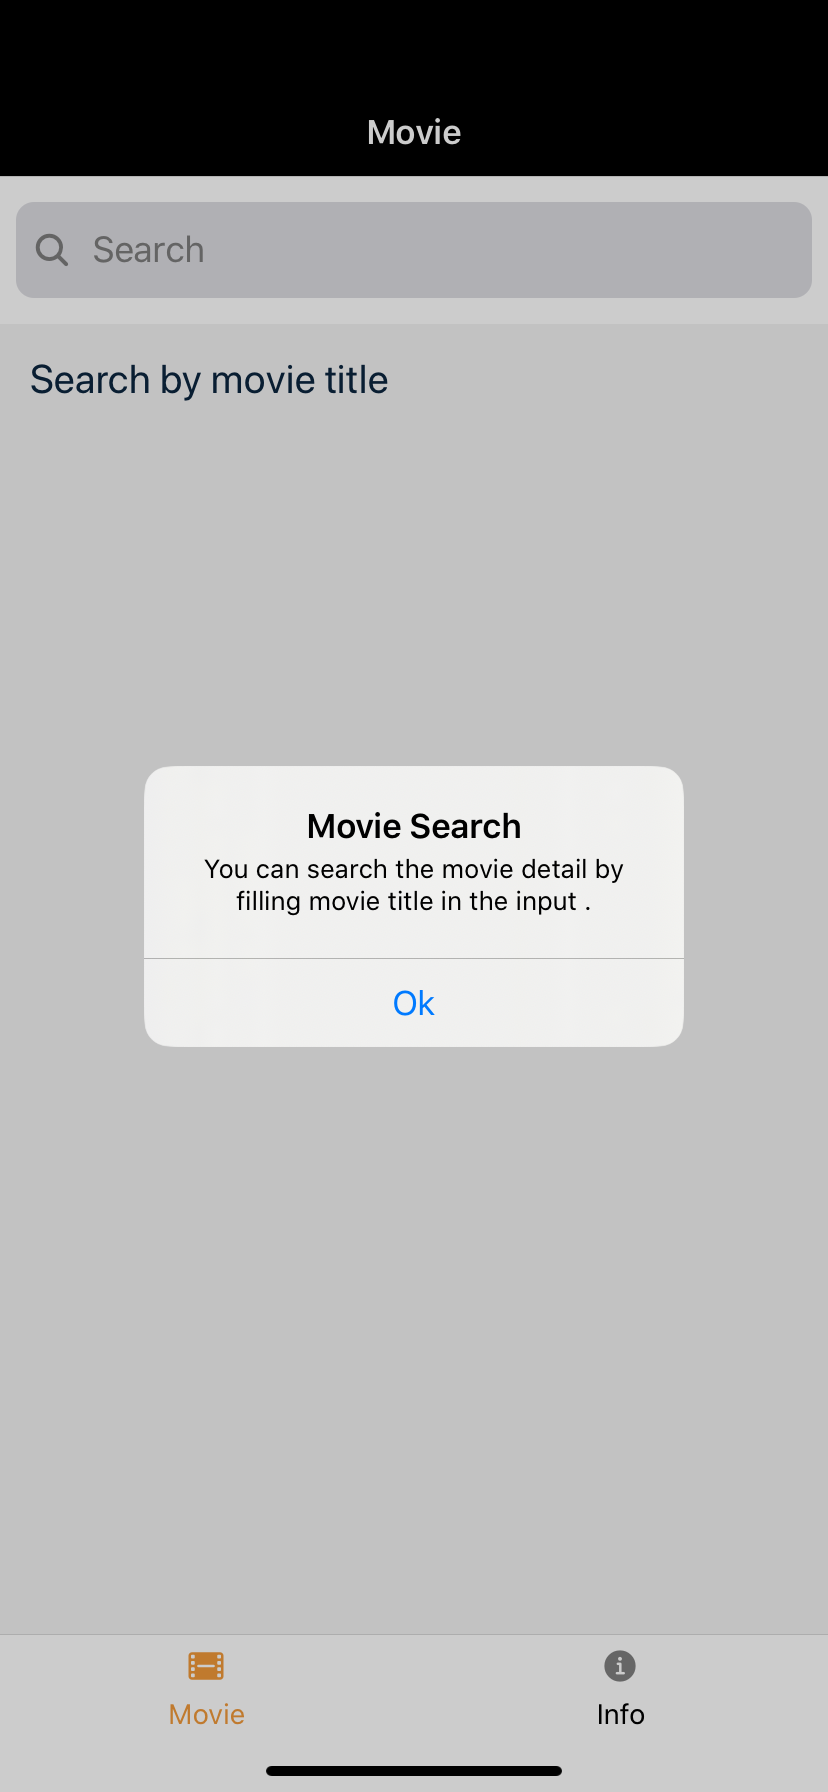 Movie
Search
Search by movie title
Movie Search
You can search the movie detail by
filling movie title in the input .
Ok
Movie
Info